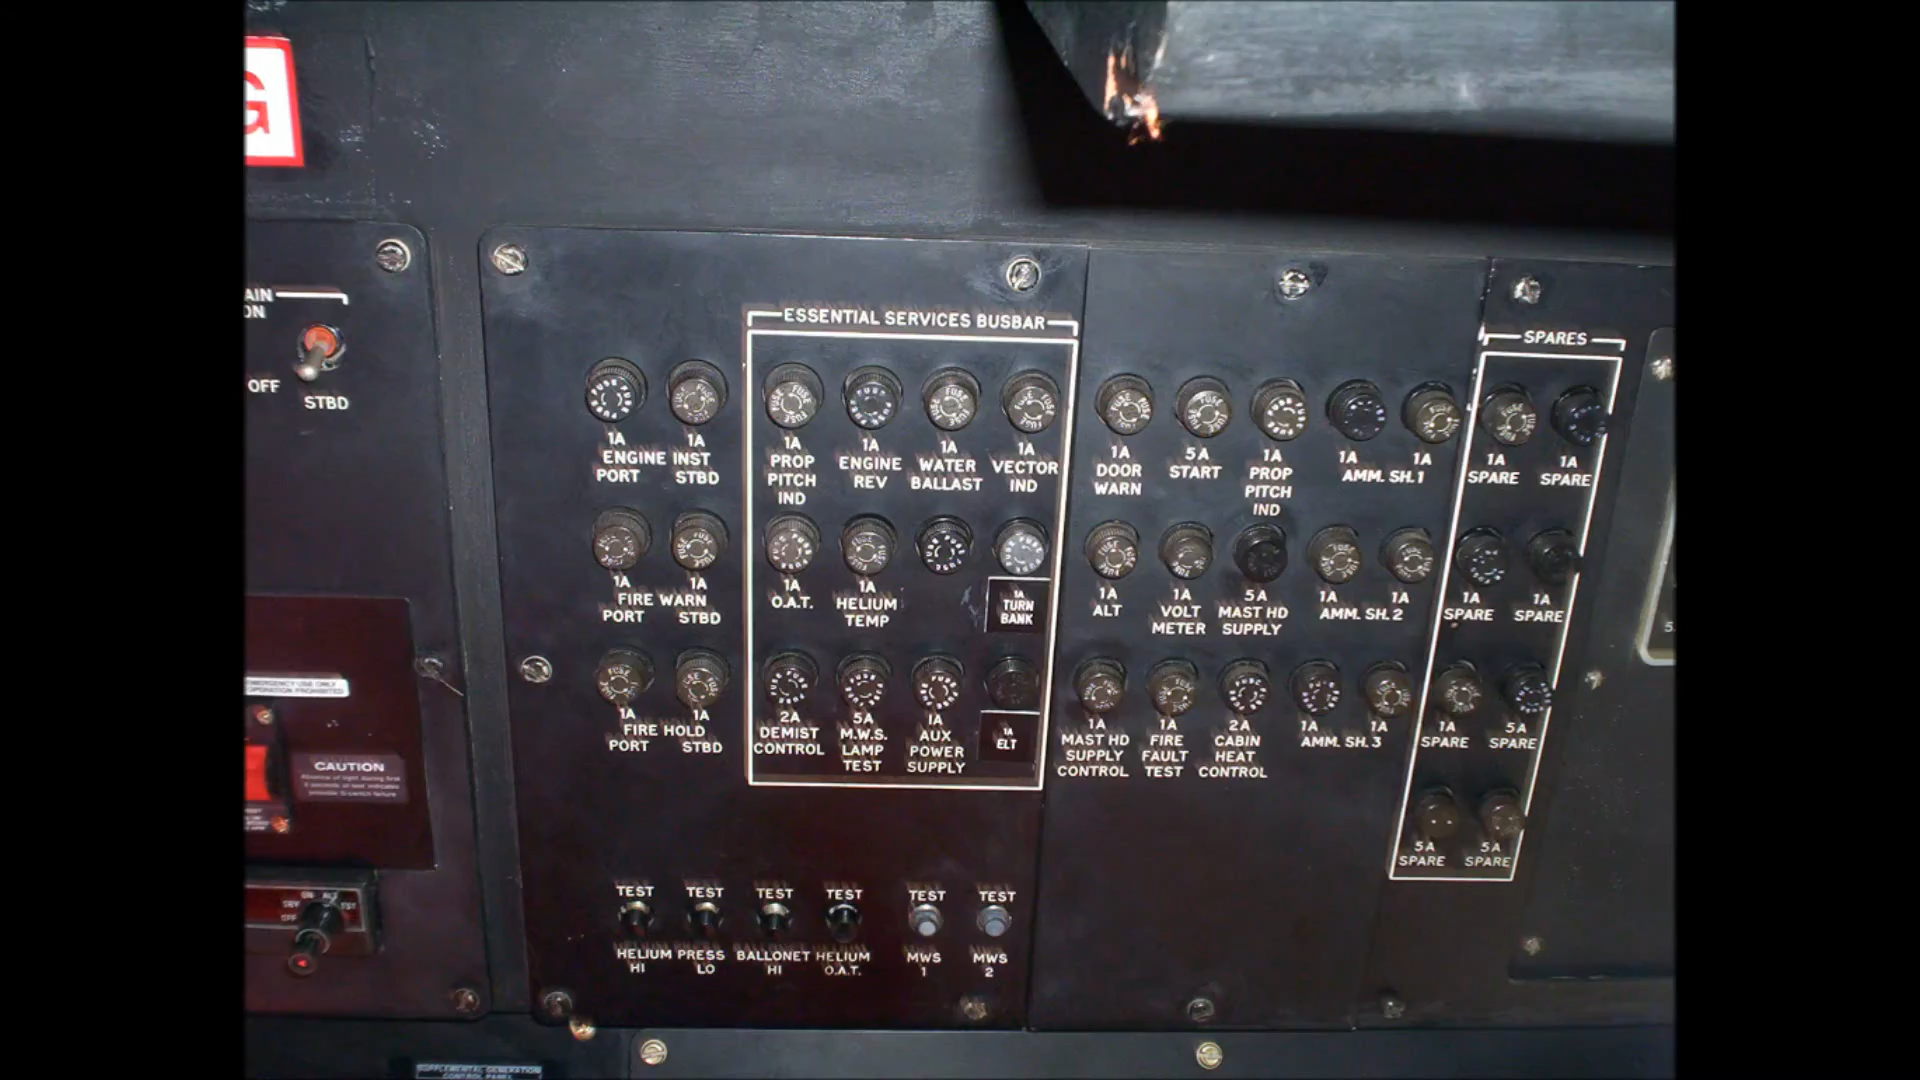 G
AIN
ON
OFF
STBD
ESSENTIAL SERVICES BUSBAR
SPARES
1A 1A
ENGINE INST
PORT STBD
1A
PROP
PITCH
IND
1A
ENGINE
REV
1A
WATER
BALLAST
1A
VECTOR
IND
1A
DOOR
WARN
5A
START
1A
PROP
PITCH
IND
1A 1A
AMM. SH.1
1A
SPARE
1A
SPARE
1A 1A
FIRE WARN
PORT STBD
1A
O.A.T.
1A
HELIUM
TEMP
1A
TURN
BANK
1A
ALT
1A
VOLT
METER
5A
MAST HD
SUPPLY
1A 1A
AMM. SH.2
1A
SPARE
1A
SPARE
1A 1A
FIRE HOLD
PORT STBD
2A
DEMIST
CONTROL
5A
M.W.S.
LAMP
TEST
1A
AUX
POWER
SUPPLY
1A
ELT
1A
MAST HD
SUPPLY
CONTROL
1A
FIRE
FAULT
TEST
2A
CABIN
HEAT
CONTROL
1A 1A
AMM. SH.3
1A
SPARE
5A
SPARE
5A
SPARE
5A
SPARE
CAUTION
TEST TEST TEST TEST TEST TEST
HELIUM PRESS BALLONET HELIUM MWS MWS
HI LO HI O.A.T. 1 2
SUPPLEMENTAL GENERATION
CONTROL PANEL